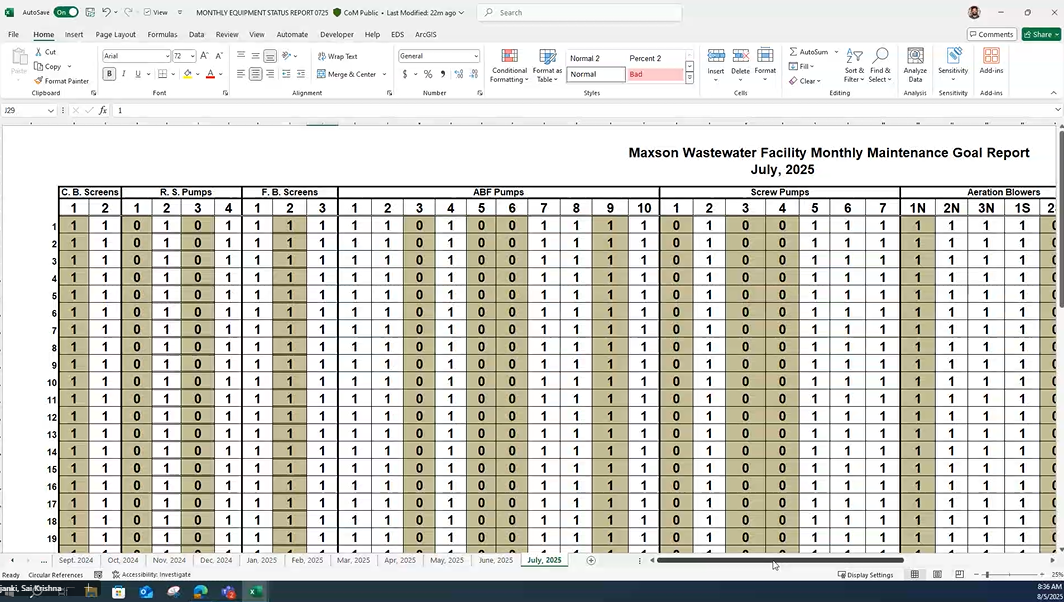 AutoSave On View MONTHLY EQUIPMENT STATUS REPORT 0725 CoM Public • Last Modified: 22m ago Search
File Home Insert Page Layout Formulas Data Review View Automate Developer Help EDS ArcGIS Comments Share
Paste Cut Copy Format Painter Clipboard
Arial 72 B I U Font
Wrap Text Merge & Center Alignment
General $ % Number
Conditional Formatting Format as Table Normal 2 Percent 2 Normal Bad Styles
Insert Delete Format Cells
AutoSum Fill Clear Sort & Filter Find & Select Editing
Analyze Data Analysis Sensitivity Sensitivity Add-ins Add-ins
J29 fx 1
Maxson Wastewater Facility Monthly Maintenance Goal Report
July, 2025
C. B. Screens R. S. Pumps F. B. Screens ABF Pumps Screw Pumps Aeration Blowers
1 2 1 2 3 4 1 2 3 1 2 3 4 5 6 7 8 9 10 1 2 3 4 5 6 7 1N 2N 3N 1S
1 1 1 0 1 0 1 1 1 1 1 1 0 1 0 0 1 1 1 1 0 1 0 0 1 1 1 1 1 1 1
2 1 1 0 1 0 1 1 1 1 1 1 0 1 0 0 1 1 1 1 0 1 0 0 1 1 1 1 1 1 1
3 1 1 0 1 0 1 1 1 1 1 1 0 1 0 0 1 1 1 1 0 1 0 0 1 1 1 1 1 1 1
4 1 1 0 1 0 1 1 1 1 1 1 0 1 0 0 1 1 1 1 0 1 0 0 1 1 1 1 1 1 1
5 1 1 0 1 0 1 1 1 1 1 1 0 1 0 0 1 1 1 1 0 1 0 0 1 1 1 1 1 1 1
6 1 1 0 1 0 1 1 1 1 1 1 0 1 0 0 1 1 1 1 0 1 0 0 1 1 1 1 1 1 1
7 1 1 0 1 0 1 1 1 1 1 1 0 1 0 0 1 1 1 1 0 1 0 0 1 1 1 1 1 1 1
8 1 1 0 1 0 1 1 1 1 1 1 0 1 0 0 1 1 1 1 0 1 0 0 1 1 1 1 1 1 1
9 1 1 0 1 0 1 1 1 1 1 1 0 1 0 0 1 1 1 1 0 1 0 0 1 1 1 1 1 1 1
10 1 1 0 1 0 1 1 1 1 1 1 0 1 0 0 1 1 1 1 0 1 0 0 1 1 1 1 1 1 1
11 1 1 0 1 0 1 1 1 1 1 1 0 1 0 0 1 1 1 1 0 1 0 0 1 1 1 1 1 1 1
12 1 1 0 1 0 1 1 1 1 1 1 0 1 0 0 1 1 1 1 0 1 0 0 1 1 1 1 1 1 1
13 1 1 0 1 0 1 1 1 1 1 1 0 1 0 0 1 1 1 1 0 1 0 0 1 1 1 1 1 1 1
14 1 1 0 1 0 1 1 1 1 1 1 0 1 0 0 1 1 1 1 0 1 0 0 1 1 1 1 1 1 1
15 1 1 0 1 0 1 1 1 1 1 1 0 1 0 0 1 1 1 1 0 1 0 0 1 1 1 1 1 1 1
16 1 1 0 1 0 1 1 1 1 1 1 0 1 0 0 1 1 1 1 0 1 0 0 1 1 1 1 1 1 1
17 1 1 0 1 0 1 1 1 1 1 1 0 1 0 0 1 1 1 1 0 1 0 0 1 1 1 1 1 1 1
18 1 1 0 1 0 1 1 1 1 1 1 0 1 0 0 1 1 1 1 0 1 0 0 1 1 1 1 1 1 1
19 1 1 0 1 0 1 1 1 1 1 1 0 1 0 0 1 1 1 1 0 1 0 0 1 1 1 1 1 1 1
... Sept. 2024 Oct, 2024 Nov, 2024 Dec, 2024 Jan, 2025 Feb, 2025 Mar, 2025 Apr, 2025 May, 2025 June, 2025 July, 2025
Ready Circular References Accessibility: Investigate Display Settings 25%
janki, Sai Krishna 8:36 AM